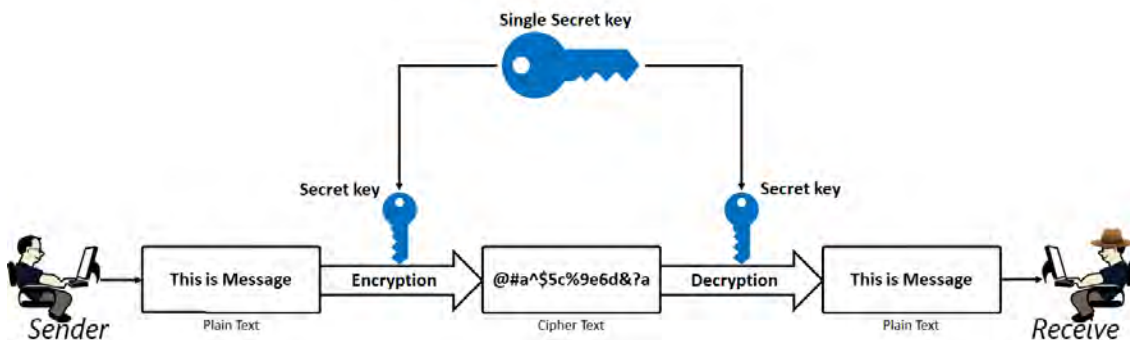 Single Secret key
Secret key
Secret key
This is Message
Encryption
@#a^$5c%9e6d&?a
Decryption
This is Message
Sender
Plain Text
Cipher Text
Plain Text
Receive